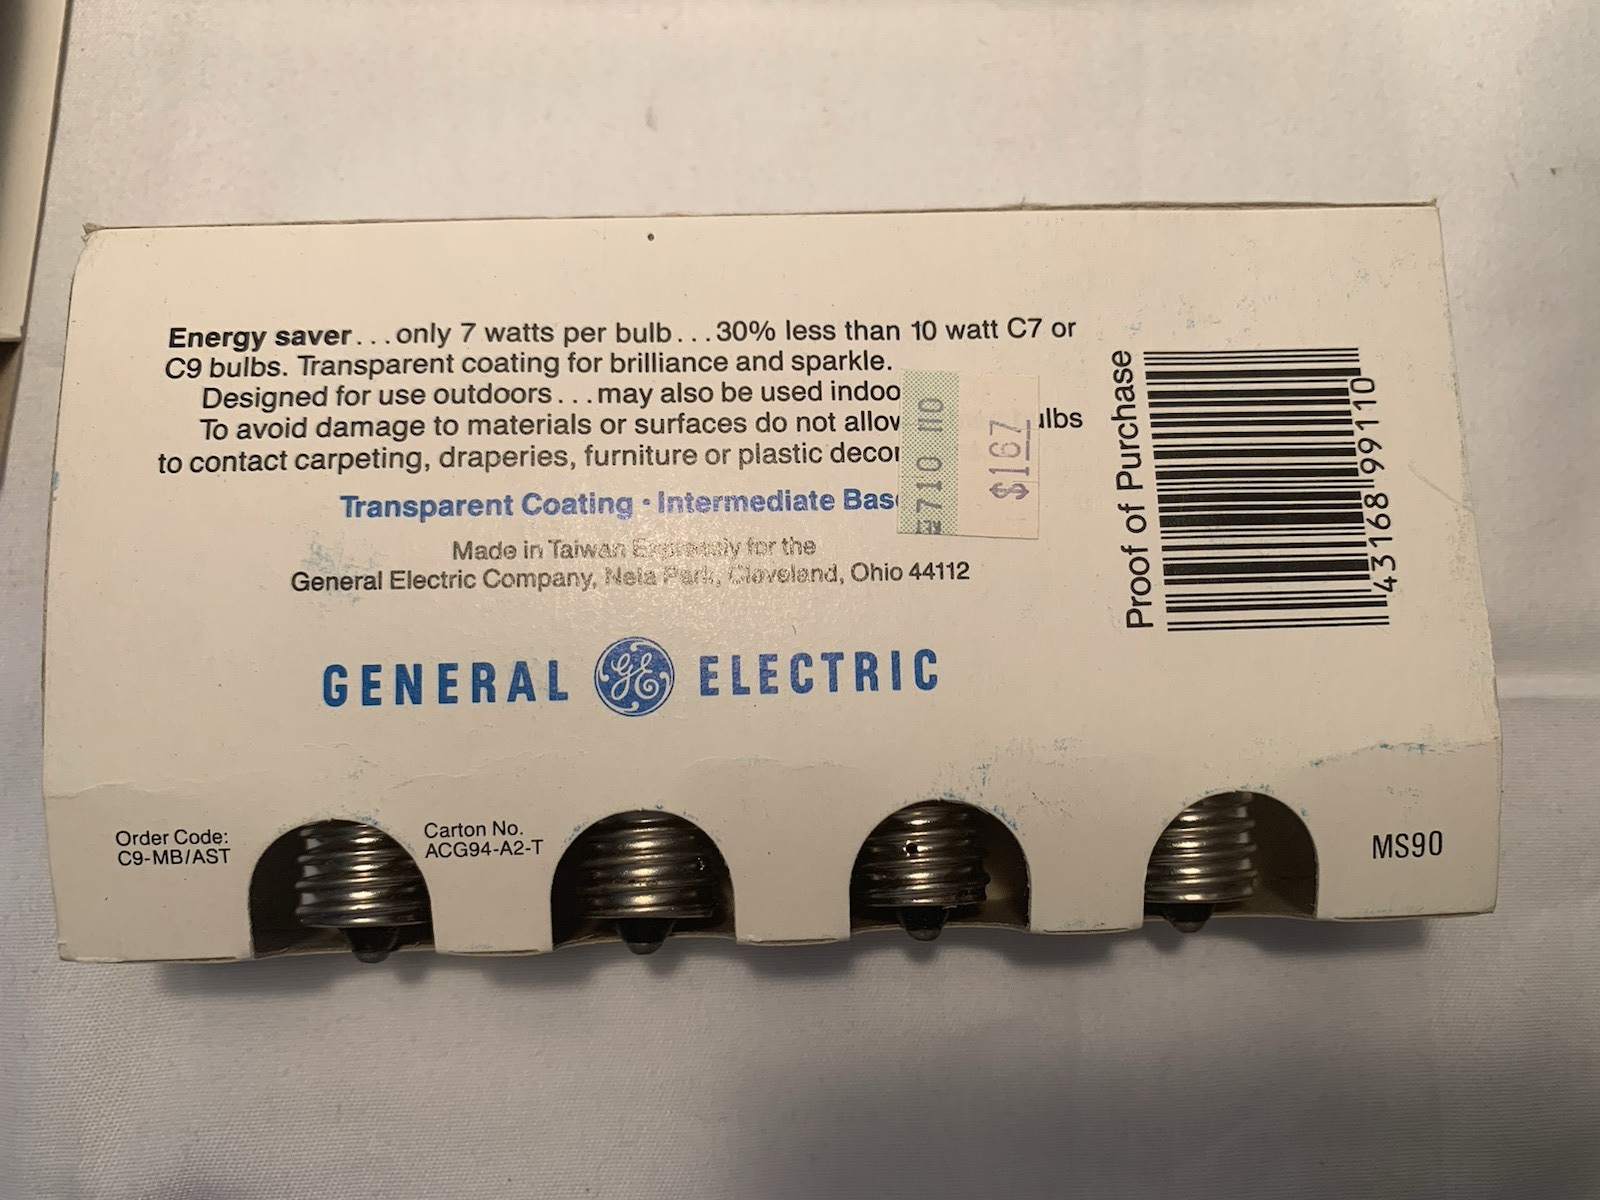 Energy saver...only 7 watts per bulb...30% less than 10 watt C7 or
C9 bulbs. Transparent coating for brilliance and sparkle.
Designed for use outdoors...may also be used indoo
To avoid damage to materials or surfaces do not allow ulbs
to contact carpeting, draperies, furniture or plastic decor
Transparent Coating · Intermediate Base
Made in Taiwan Expressly for the
General Electric Company, Nela Park, Cleveland, Ohio 44112
GENERAL GE ELECTRIC
Order Code:
C9-MB/AST
Carton No.
ACG94-A2-T
MS90
710 110
$167
Proof of Purchase
43168 99110